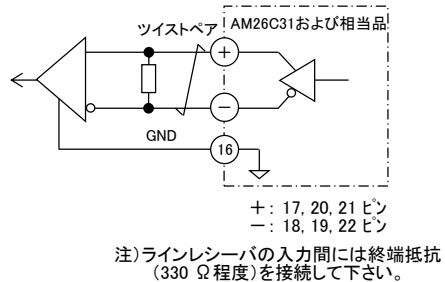 ツイストペア
AM26C31および相当品
+
−
GND
16
+: 17, 20, 21 ピン
−: 18, 19, 22 ピン
注)ラインレシーバの入力間には終端抵抗
(330 Ω程度)を接続して下さい。